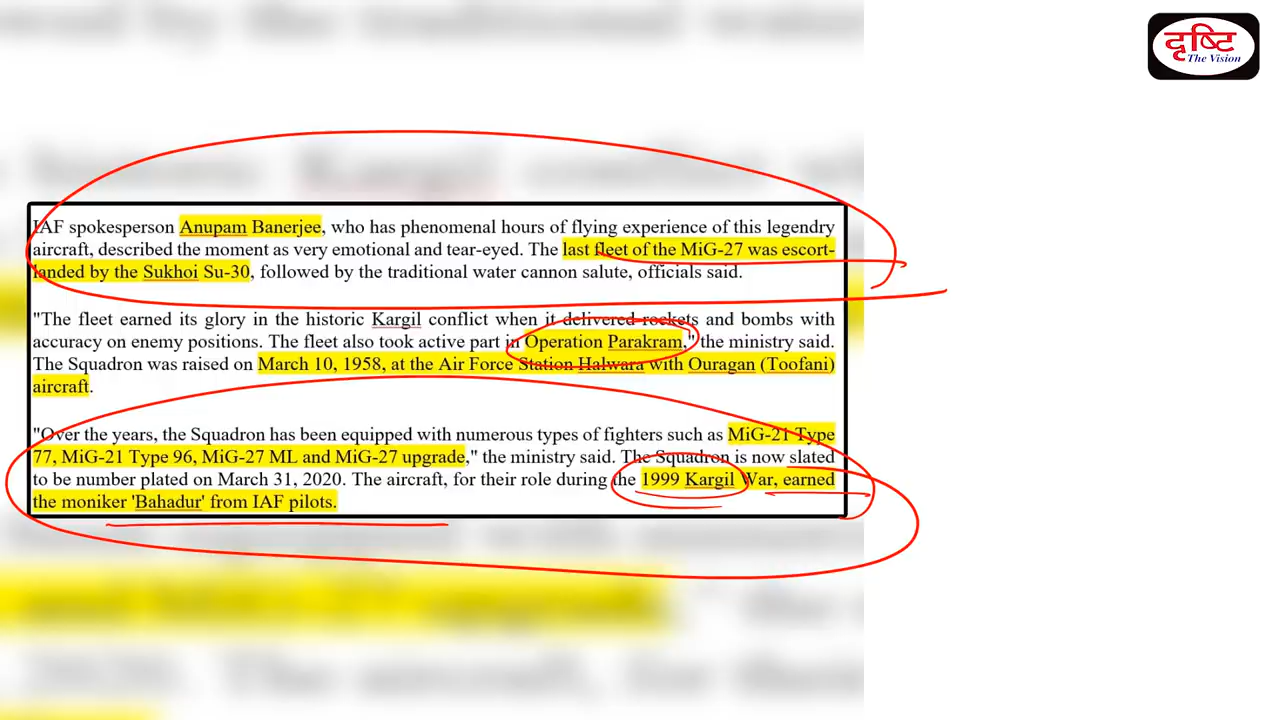 दृष्टि
The Vision
IAF spokesperson Anupam Banerjee, who has phenomenal hours of flying experience of this legendry
aircraft, described the moment as very emotional and tear-eyed. The last fleet of the MiG-27 was escort-
landed by the Sukhoi Su-30, followed by the traditional water cannon salute, officials said.
"The fleet earned its glory in the historic Kargil conflict when it delivered rockets and bombs with
accuracy on enemy positions. The fleet also took active part in Operation Parakram," the ministry said.
The Squadron was raised on March 10, 1958, at the Air Force Station Halwara with Ouragan (Toofani)
aircraft.
"Over the years, the Squadron has been equipped with numerous types of fighters such as MiG-21 Type
77, MiG-21 Type 96, MiG-27 ML and MiG-27 upgrade," the ministry said. The Squadron is now slated
to be number plated on March 31, 2020. The aircraft, for their role during the 1999 Kargil War, earned
the moniker 'Bahadur' from IAF pilots.